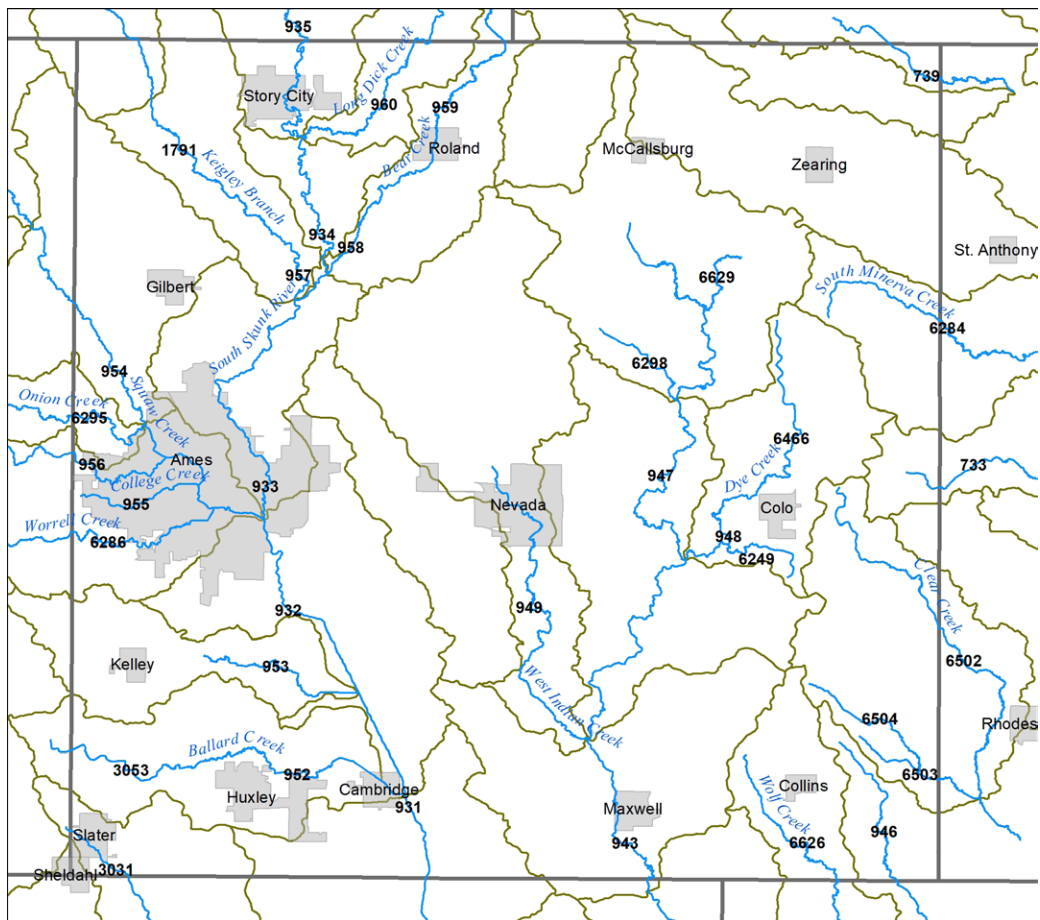 935
739
Story City
Long Dick Creek
960
959
1791
Bear Creek
Roland
McCallsburg
Zearing
Keigley Branch
934
958
St. Anthony
957
6629
Gilbert
South Minerva Creek
6284
South Skunk River
6298
954
Squaw Creek
Onion Creek
6295
6466
Ames
956
733
College Creek
947
Dye Creek
933
955
Nevada
Colo
Worrell Creek
948
6286
6249
Clear Creek
932
949
Kelley
953
6502
West Indian Creek
6504
Rhodes
Ballard Creek
3053
952
6503
Cambridge
Collins
Huxley
931
Maxwell
Wolf Creek
Slater
946
943
6626
3031
Sheldahl